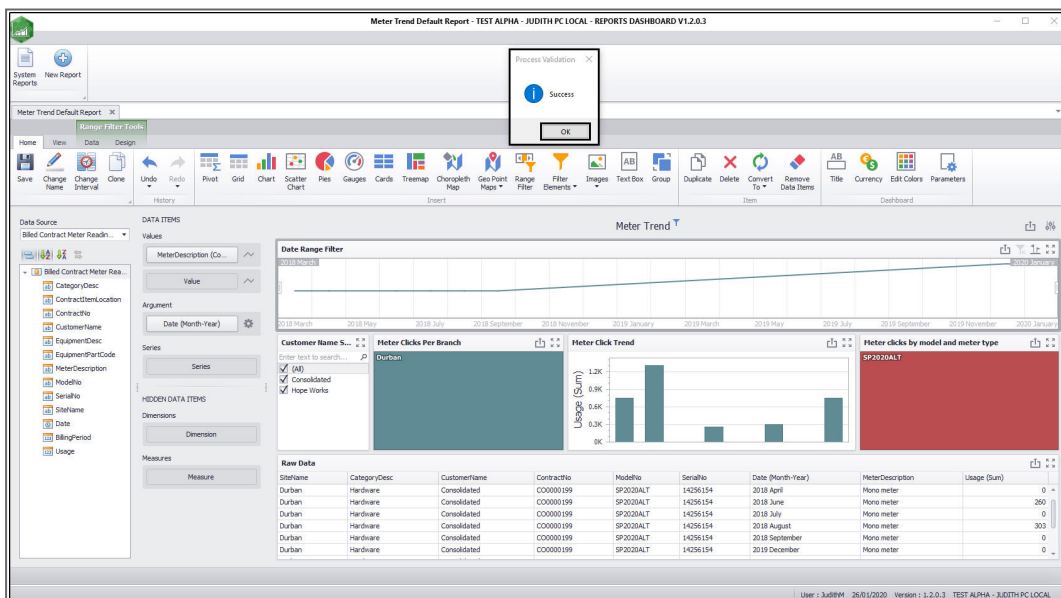 Meter Trend Default Report - TEST ALPHA - JUDITH PC LOCAL - REPORTS DASHBOARD V1.2.0.3
System Reports
New Report
Process Validation
Success
OK
Meter Trend Default Report
Range Filter Tools
Home View Data Design
Save
Change Name
Change Interval
Clone
Undo
Redo
Pivot
Grid
Chart
Scatter Chart
Pies
Gauges
Cards
Treemap
Choropleth Map
Geo Point Maps
Range Filter
Filter Elements
Images
AB
Text Box
Group
Duplicate
Delete
Convert To
Remove Data Items
AB
Title
Currency
Edit Colors
Parameters
History Insert Item Dashboard
Data Source
Billed Contract Meter Readin...
Billed Contract Meter Rea...
CategoryDesc
ContractItemLocation
ContractNo
CustomerName
EquipmentDesc
EquipmentPartCode
MeterDescription
ModelNo
SerialNo
SiteName
Date
BillingPeriod
Usage
DATA ITEMS
Values
MeterDescription (Co...
Value
Argument
Date (Month-Year)
Series
Series
HIDDEN DATA ITEMS
Dimensions
Dimension
Measures
Measure
Meter Trend
Date Range Filter
2018 March 2020 January
2018 March 2018 May 2018 July 2018 September 2018 November 2019 January 2019 March 2019 May 2019 July 2019 September 2019 November 2020 January
Customer Name S...
Enter text to search...
(All)
Consolidated
Hope Works
Meter Clicks Per Branch
Durban
Meter Click Trend
Usage (Sum)
1.2K
0.9K
0.6K
0.3K
0K
Meter clicks by model and meter type
SP2020ALT
Raw Data
SiteName CategoryDesc CustomerName ContractNo ModelNo SerialNo Date (Month-Year) MeterDescription Usage (Sum)
Durban Hardware Consolidated CO0000199 SP2020ALT 14256154 2018 April Mono meter 0
Durban Hardware Consolidated CO0000199 SP2020ALT 14256154 2018 June Mono meter 260
Durban Hardware Consolidated CO0000199 SP2020ALT 14256154 2018 July Mono meter 0
Durban Hardware Consolidated CO0000199 SP2020ALT 14256154 2018 August Mono meter 303
Durban Hardware Consolidated CO0000199 SP2020ALT 14256154 2018 September Mono meter 0
Durban Hardware Consolidated CO0000199 SP2020ALT 14256154 2019 December Mono meter 0
User : JudithM 26/01/2020 Version : 1.2.0.3 TEST ALPHA - JUDITH PC LOCAL